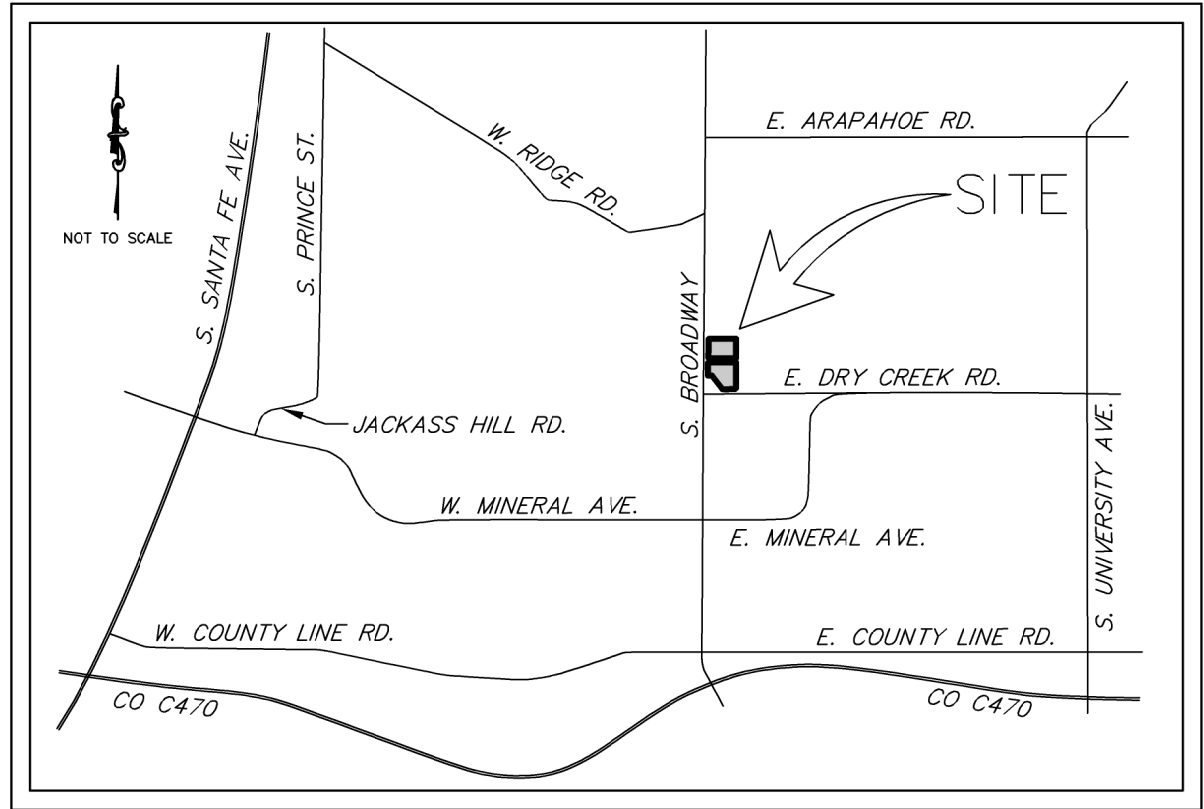 E. ARAPAHOE RD.
W. RIDGE RD.
S. SANTA FE AVE.
S. PRINCE ST.
SITE
NOT TO SCALE
S. BROADWAY
E. DRY CREEK RD.
JACKASS HILL RD.
S. UNIVERSITY AVE.
W. MINERAL AVE.
E. MINERAL AVE.
W. COUNTY LINE RD.
E. COUNTY LINE RD.
CO C470
CO C470